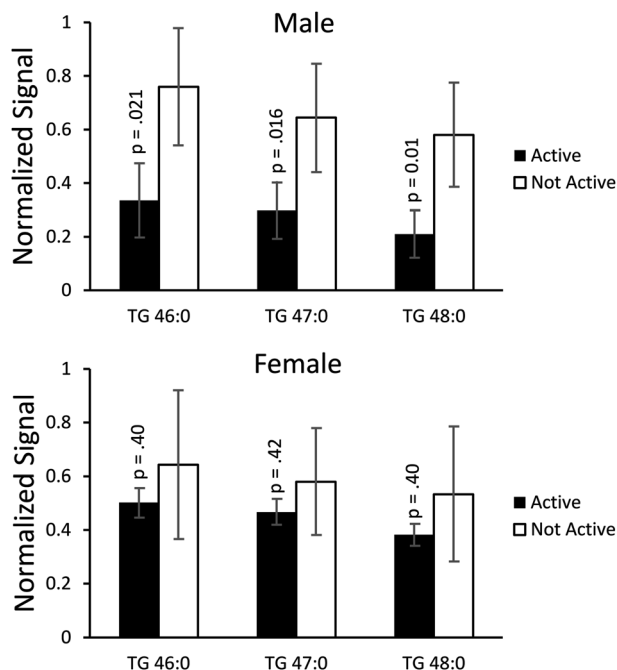 Male
Normalized Signal
1
0.8
0.6
0.4
0.2
0
p = .021
p = .016
p = 0.01
TG 46:0
TG 47:0
TG 48:0
Active
Not Active
Female
Normalized Signal
1
0.8
0.6
0.4
0.2
0
p = .40
p = .42
p = .40
TG 46:0
TG 47:0
TG 48:0
Active
Not Active